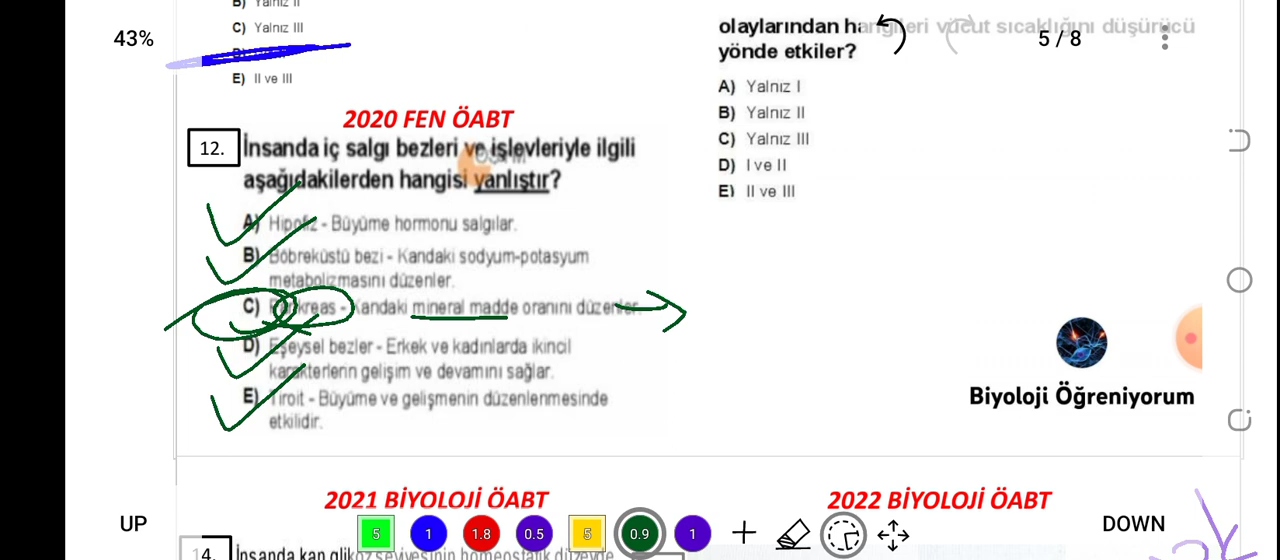 43%
B) Yalnız II
C) Yalnız III
E) II ve III
olaylarından hangileri vücut sıcaklığını düşürücü
yönde etkiler?
5 / 8
A) Yalnız I
B) Yalnız II
C) Yalnız III
D) I ve II
E) II ve III
2020 FEN ÖABT
12. İnsanda iç salgı bezleri ve işlevleriyle ilgili
aşağıdakilerden hangisi yanlıştır?
A) Hipofiz - Büyüme hormonu salgılar.
B) Böbreküstü bezi - Kandaki sodyum-potasyum
metabolizmasını düzenler.
C) Pankreas - Kandaki mineral madde oranını düzenler.
D) Eşeysel bezler - Erkek ve kadınlarda ikincil
karakterlerin gelişim ve devamını sağlar.
E) Tiroit - Büyüme ve gelişmenin düzenlenmesinde
etkilidir.
Biyoloji Öğreniyorum
2021 BİYOLOJİ ÖABT
2022 BİYOLOJİ ÖABT
UP
5 1 1.8 0.5 5 0.9 1
DOWN
14. İnsanda kan glikoz seviyesinin homeostatik düzeyde